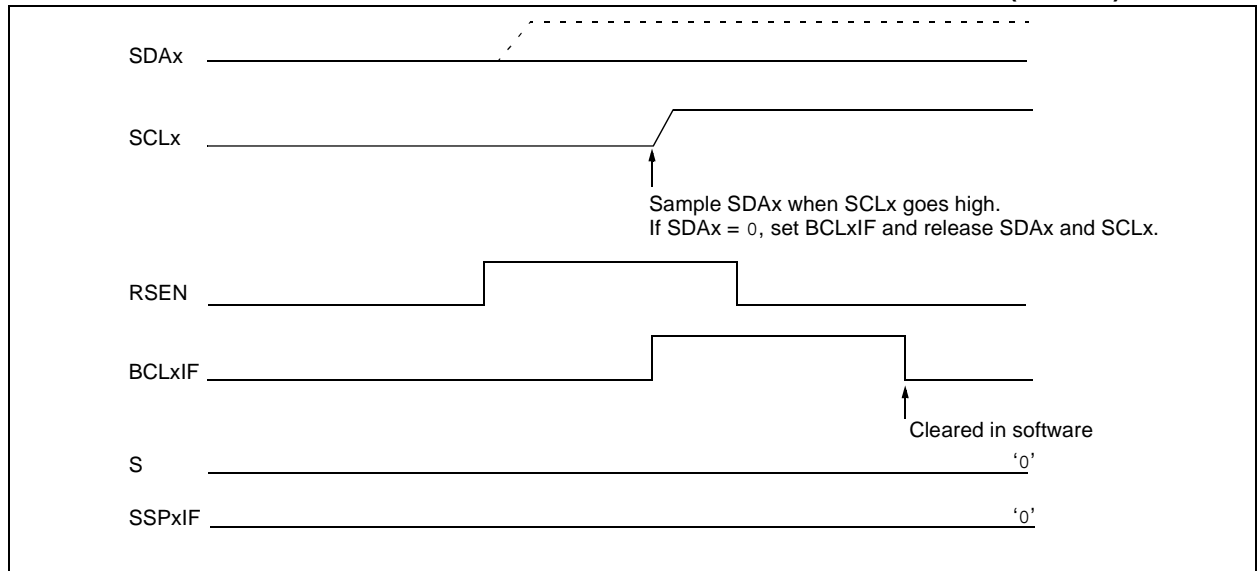 SDAx
SCLx
Sample SDAx when SCLx goes high.
If SDAx = 0, set BCLxIF and release SDAx and SCLx.
RSEN
BCLxIF
Cleared in software
S
‘0’
SSPxIF
‘0’